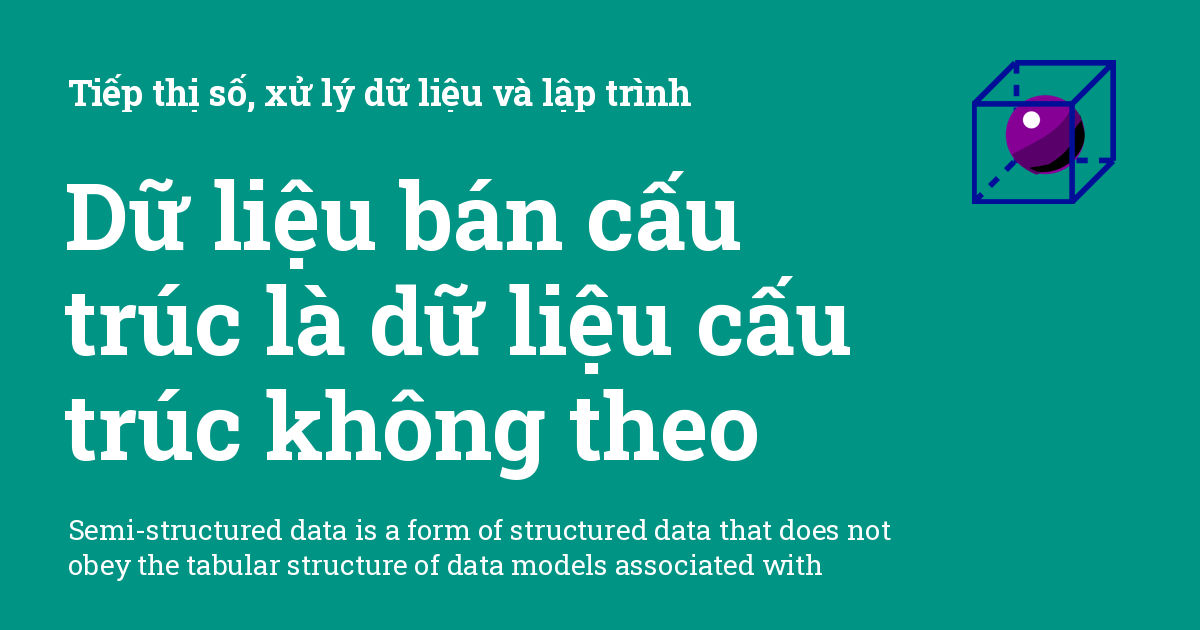 Tiếp thị số, xử lý dữ liệu và lập trình
Dữ liệu bán cấu
trúc là dữ liệu cấu
trúc không theo
Semi-structured data is a form of structured data that does not
obey the tabular structure of data models associated with